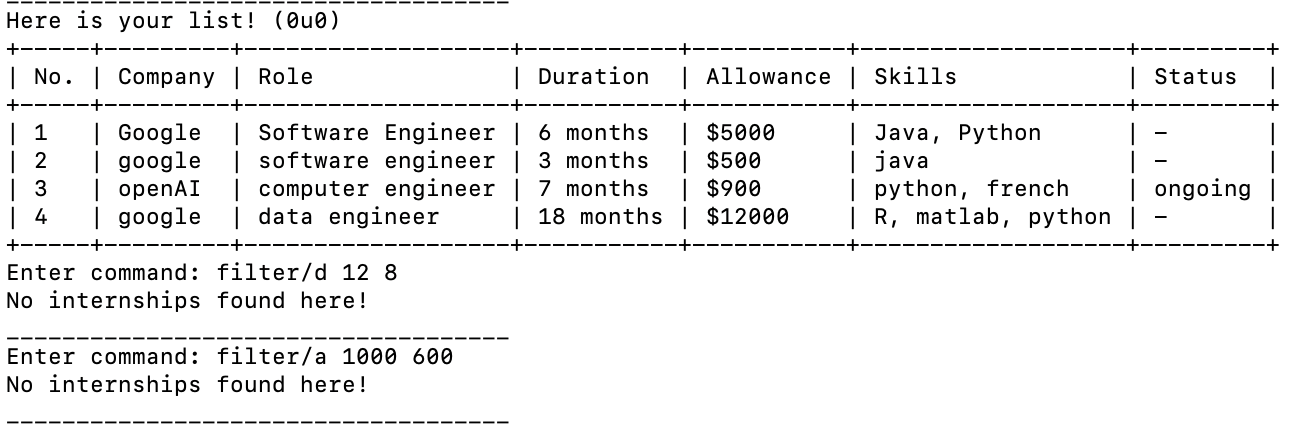 ____________________________________
Here is your list! (0u0)
+-----+---------+-------------------+-----------+-----------+-------------------+---------+
| No. | Company | Role              | Duration  | Allowance | Skills            | Status  |
+-----+---------+-------------------+-----------+-----------+-------------------+---------+
| 1   | Google  | Software Engineer | 6 months  | $5000     | Java, Python      | –       |
| 2   | google  | software engineer | 3 months  | $500      | java              | –       |
| 3   | openAI  | computer engineer | 7 months  | $900      | python, french    | ongoing |
| 4   | google  | data engineer     | 18 months | $12000    | R, matlab, python | –       |
+-----+---------+-------------------+-----------+-----------+-------------------+---------+
Enter command: filter/d 12 8
No internships found here!
____________________________________
Enter command: filter/a 1000 600
No internships found here!
____________________________________